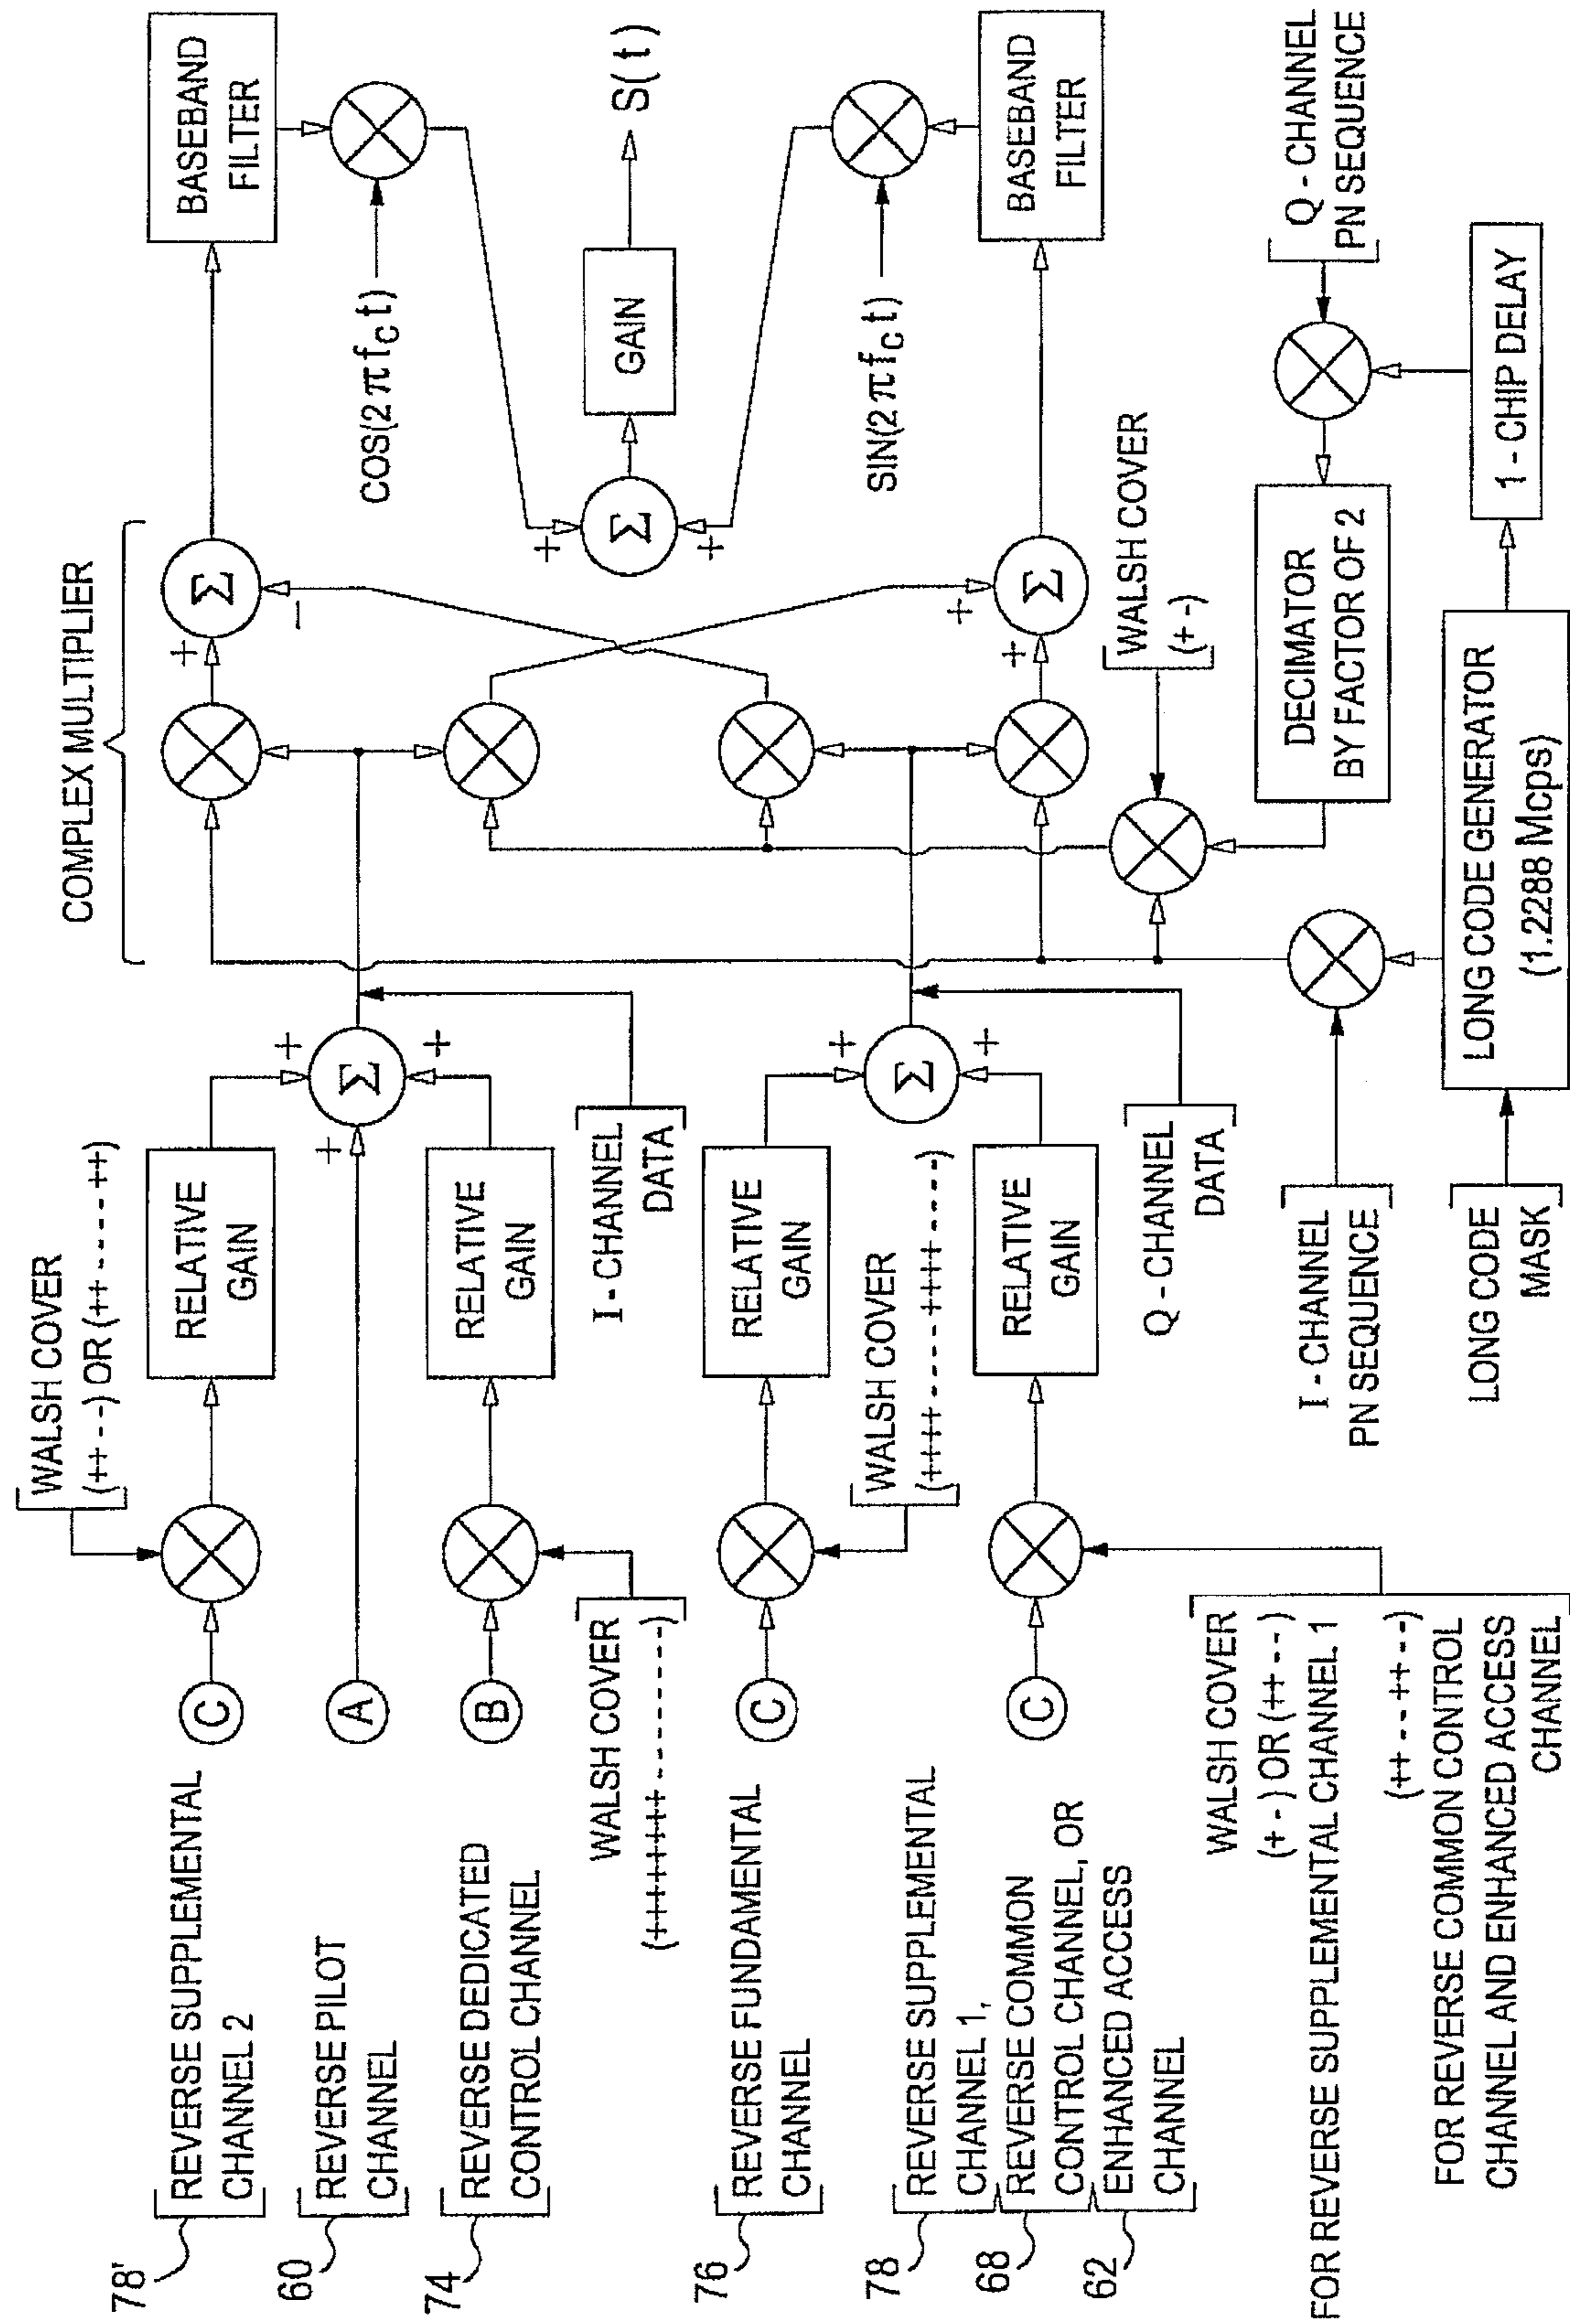 78'
REVERSE SUPPLEMENTAL
CHANNEL 2
C
WALSH COVER
(++--) OR (++----++)
RELATIVE
GAIN
60
REVERSE PILOT
CHANNEL
A
74
REVERSE DEDICATED
CONTROL CHANNEL
B
WALSH COVER
(++++++++--------)
RELATIVE
GAIN
+
+
+
Σ
I - CHANNEL
DATA
76
REVERSE FUNDAMENTAL
CHANNEL
C
WALSH COVER
(++++----++++----)
RELATIVE
GAIN
78
REVERSE SUPPLEMENTAL
CHANNEL 1,
68
REVERSE COMMON
CONTROL CHANNEL, OR
62
ENHANCED ACCESS
CHANNEL
C
RELATIVE
GAIN
+
+
Σ
Q - CHANNEL
DATA
WALSH COVER
(+ -) OR (++--)
FOR REVERSE SUPPLEMENTAL CHANNEL 1
(++--++--)
FOR REVERSE COMMON CONTROL
CHANNEL AND ENHANCED ACCESS
CHANNEL
I - CHANNEL
PN SEQUENCE
LONG CODE
MASK
LONG CODE GENERATOR
(1.2288 Mcps)
1 - CHIP DELAY
Q - CHANNEL
PN SEQUENCE
DECIMATOR
BY FACTOR OF 2
WALSH COVER
(+ -)
COMPLEX MULTIPLIER
+
−
Σ
+
+
Σ
BASEBAND
FILTER
COS(2πfct)
+
Σ
+
GAIN
S(t)
SIN(2πfct)
BASEBAND
FILTER